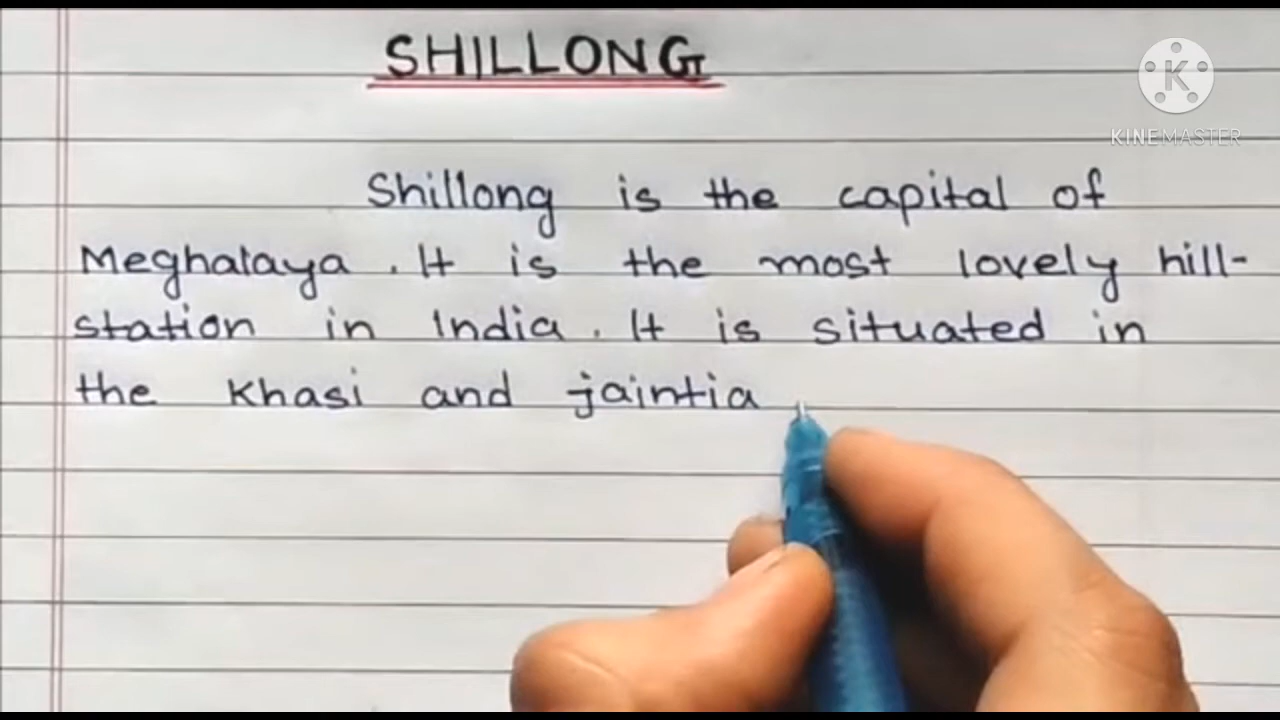 SHILLONG
K
KINEMASTER
Shillong is the capital of
Meghalaya. It is the most lovely hill-
station in India. It is situated in
the Khasi and jaintia